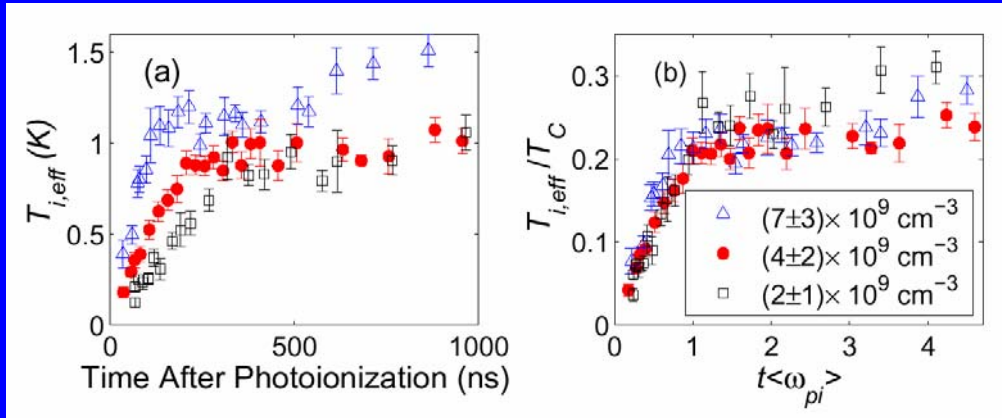 (a)
1.5
1
0.5
0
T_{i,eff} (K)
0 500 1000
Time After Photoionization (ns)
(b)
0.3
0.2
0.1
0
T_{i,eff}/T_C
0 1 2 3 4
t<ω_{pi}>
(7±3)× 10^9 cm^{−3}
(4±2)× 10^9 cm^{−3}
(2±1)× 10^9 cm^{−3}